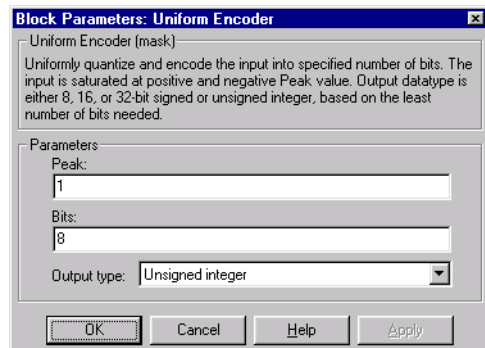 Block Parameters: Uniform Encoder
Uniform Encoder (mask)
Uniformly quantize and encode the input into specified number of bits. The
input is saturated at positive and negative Peak value. Output datatype is
either 8, 16, or 32-bit signed or unsigned integer, based on the least
number of bits needed.
Parameters
Peak:
1
Bits:
8
Output type: Unsigned integer
OK Cancel Help Apply